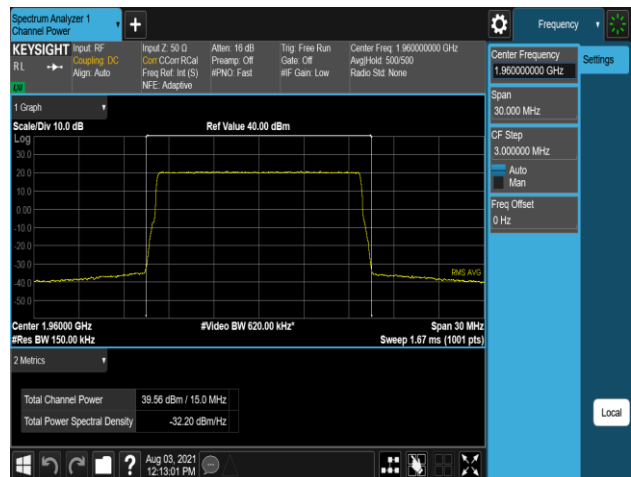 Spectrum Analyzer 1
Channel Power
+
Frequency
KEYSIGHT
RL
LXI
Input: RF
Coupling: DC
Align: Auto
Input Z: 50 Ω
Corr CCorr RCal
Freq Ref: Int (S)
NFE: Adaptive
Atten: 16 dB
Preamp: Off
#PNO: Fast
Trig: Free Run
Gate: Off
#IF Gain: Low
Center Freq: 1.960000000 GHz
Avg|Hold: 500/500
Radio Std: None
Center Frequency
1.960000000 GHz
Settings
Span
30.000 MHz
CF Step
3.000000 MHz
Auto
Man
Freq Offset
0 Hz
1 Graph
Scale/Div 10.0 dB
Ref Value 40.00 dBm
Log
30.0
20.0
10.0
0.00
-10.0
-20.0
-30.0
-40.0
-50.0
RMS AVG
Center 1.96000 GHz
#Video BW 620.00 kHz*
Span 30 MHz
#Res BW 150.00 kHz
Sweep 1.67 ms (1001 pts)
2 Metrics
Total Channel Power 39.56 dBm / 15.0 MHz
Total Power Spectral Density -32.20 dBm/Hz
Local
?
Aug 03, 2021
12:13:01 PM